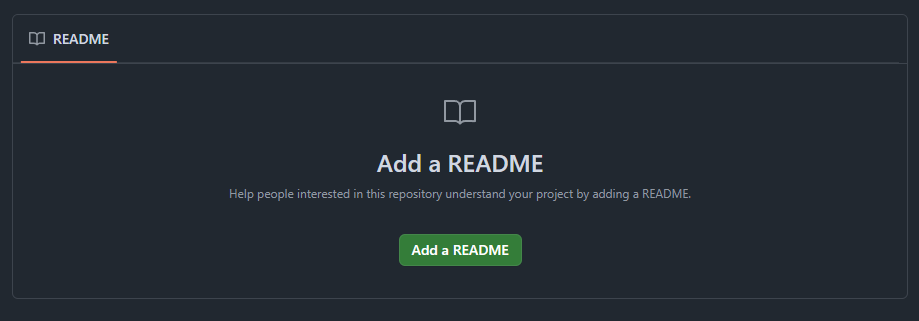 README
Add a README
Help people interested in this repository understand your project by adding a README.
Add a README